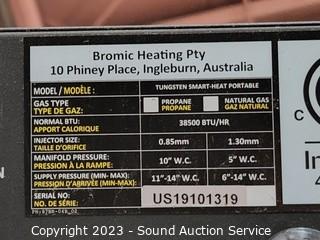 Bromic Heating Pty
10 Phiney Place, Ingleburn, Australia
MODEL / MODÈLE: TUNGSTEN SMART-HEAT PORTABLE
GAS TYPE PROPANE NATURAL GAS
TYPE DE GAZ: PROPANE GAZ NATUREL
NORMAL BTU: 38500 BTU/HR
APPORT CALORIQUE
INJECTOR SIZE: 0.85mm 1.30mm
TAILLE D'ORIFICE
MANIFOLD PRESSURE: 10" W.C. 5" W.C.
PRESSION À LA RAMPE:
SUPPLY PRESSURE (MIN- MAX): 11"-14" W.C. 6"-14" W.C.
PRESSION D'ARRIVÉE (MIN-MAX):
SERIAL NO: US19101319
NO. DE SÉRIE:
C
In
N
Copyright - 2023 - Sound Auction Service